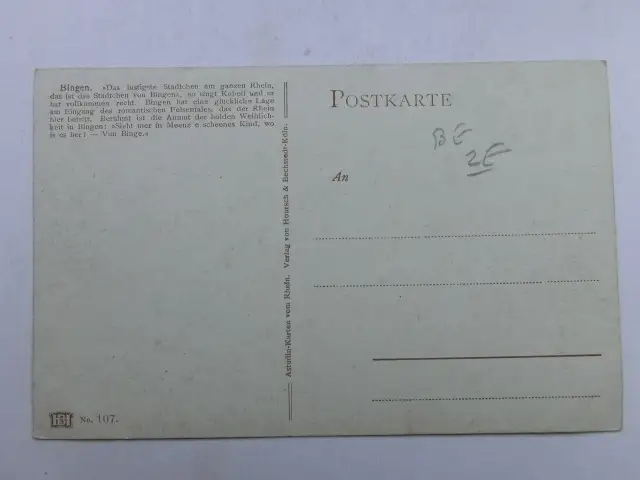 Bingen. »Das lustigste Städtchen am ganzen Rhein,
das ist das Städtchen von Bingen«, so singt Kobell und er
hat vollkommen recht. Bingen hat eine glückliche Lage
am Eingang des romantischen Felsentales, das der Rhein
hier betritt. Berühmt ist die Anmut der holden Weiblich-
keit in Bingen: »Sieht mer in Meenz e scheenes Kind, wo
is es her? — Von Binge.«
No. 107.
Astudin-Karten vom Rhein. Verlag von Hoursch & Bechstedt-Köln.
POSTKARTE
BE
2E
An